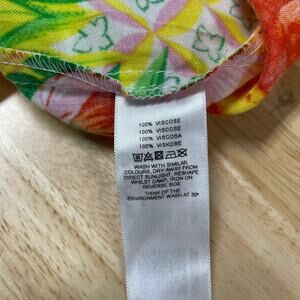 100% VISCOSE
100% VISCOSE
100% VISCOSA
100% VISKOSE
WASH WITH SIMILAR
COLOURS, DRY AWAY FROM
DIRECT SUNLIGHT, RESHAPE
WHILST DAMP, IRON ON
REVERSE SIDE
THINK OF THE
ENVIRONMENT WASH AT 30°